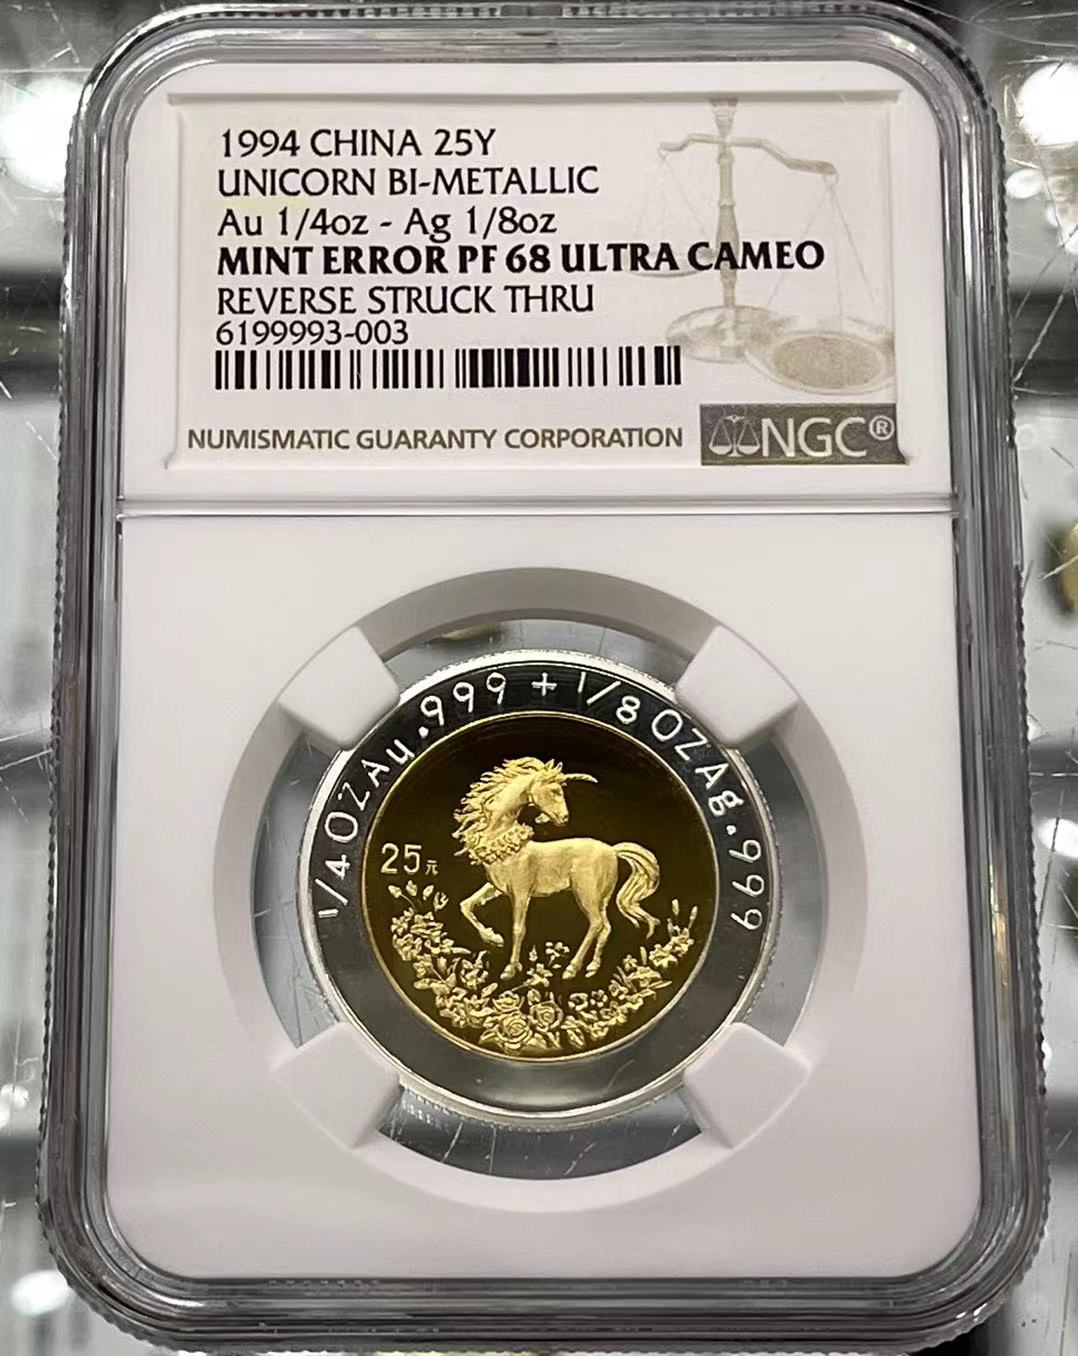 1994 CHINA 25Y
UNICORN BI-METALLIC
Au 1/4oz - Ag 1/8oz
MINT ERROR PF 68 ULTRA CAMEO
REVERSE STRUCK THRU
6199993-003
NUMISMATIC GUARANTY CORPORATION NGC®
1/4OZAu.999 + 1/8OZAg.999
25元